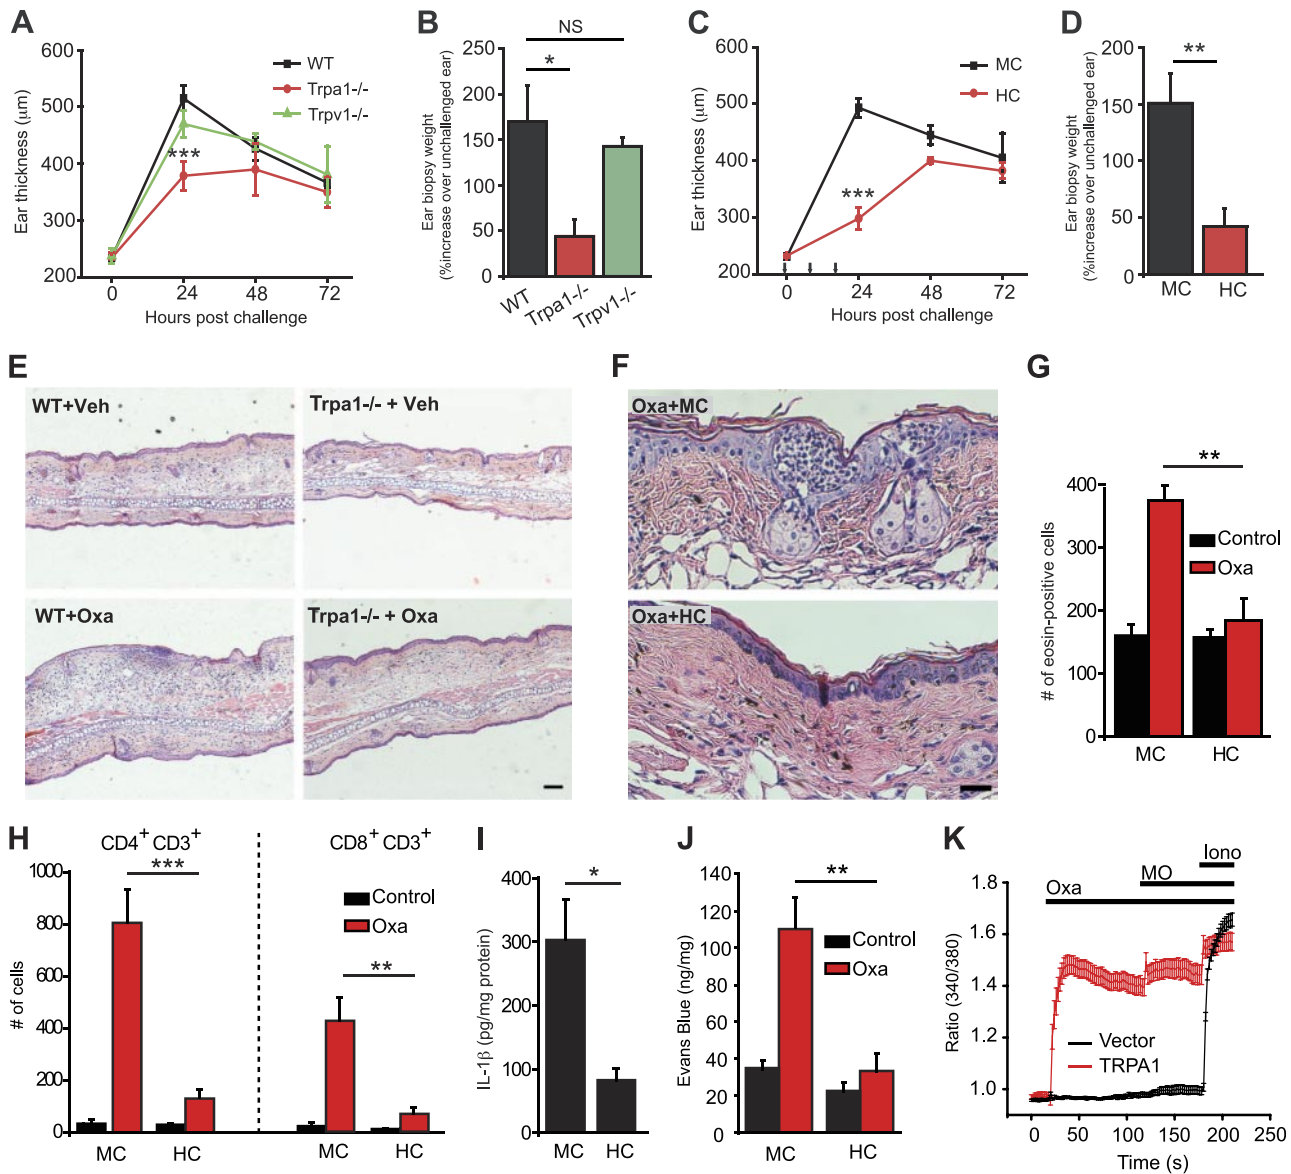 A
Ear thickness (μm)
600
500
400
300
200
0
24
48
72
Hours post challenge
WT
Trpa1-/-
Trpv1-/-
***
B
Ear biopsy weight
(%increase over unchallenged ear)
250
200
150
100
50
0
NS
*
WT
Trpa1-/-
Trpv1-/-
C
Ear thickness (μm)
600
500
400
300
200
0
24
48
72
Hours post challenge
MC
HC
***
D
Ear biopsy weight
(%increase over unchallenged ear)
200
150
100
50
0
**
MC
HC
E
WT+Veh
Trpa1-/- + Veh
WT+Oxa
Trpa1-/- + Oxa
F
Oxa+MC
Oxa+HC
G
# of eosin-positive cells
400
300
200
100
0
**
Control
Oxa
MC
HC
H
CD4+ CD3+
CD8+ CD3+
# of cells
1000
800
600
400
200
0
***
**
Control
Oxa
MC
HC
MC
HC
I
IL-1β (pg/mg protein)
400
300
200
100
0
*
MC
HC
J
Evans Blue (ng/mg)
140
120
100
80
60
40
20
0
**
Control
Oxa
MC
HC
K
Ratio (340/380)
1.8
1.6
1.4
1.2
1.0
Oxa
MO
Iono
Vector
TRPA1
0
50
100
150
200
250
Time (s)